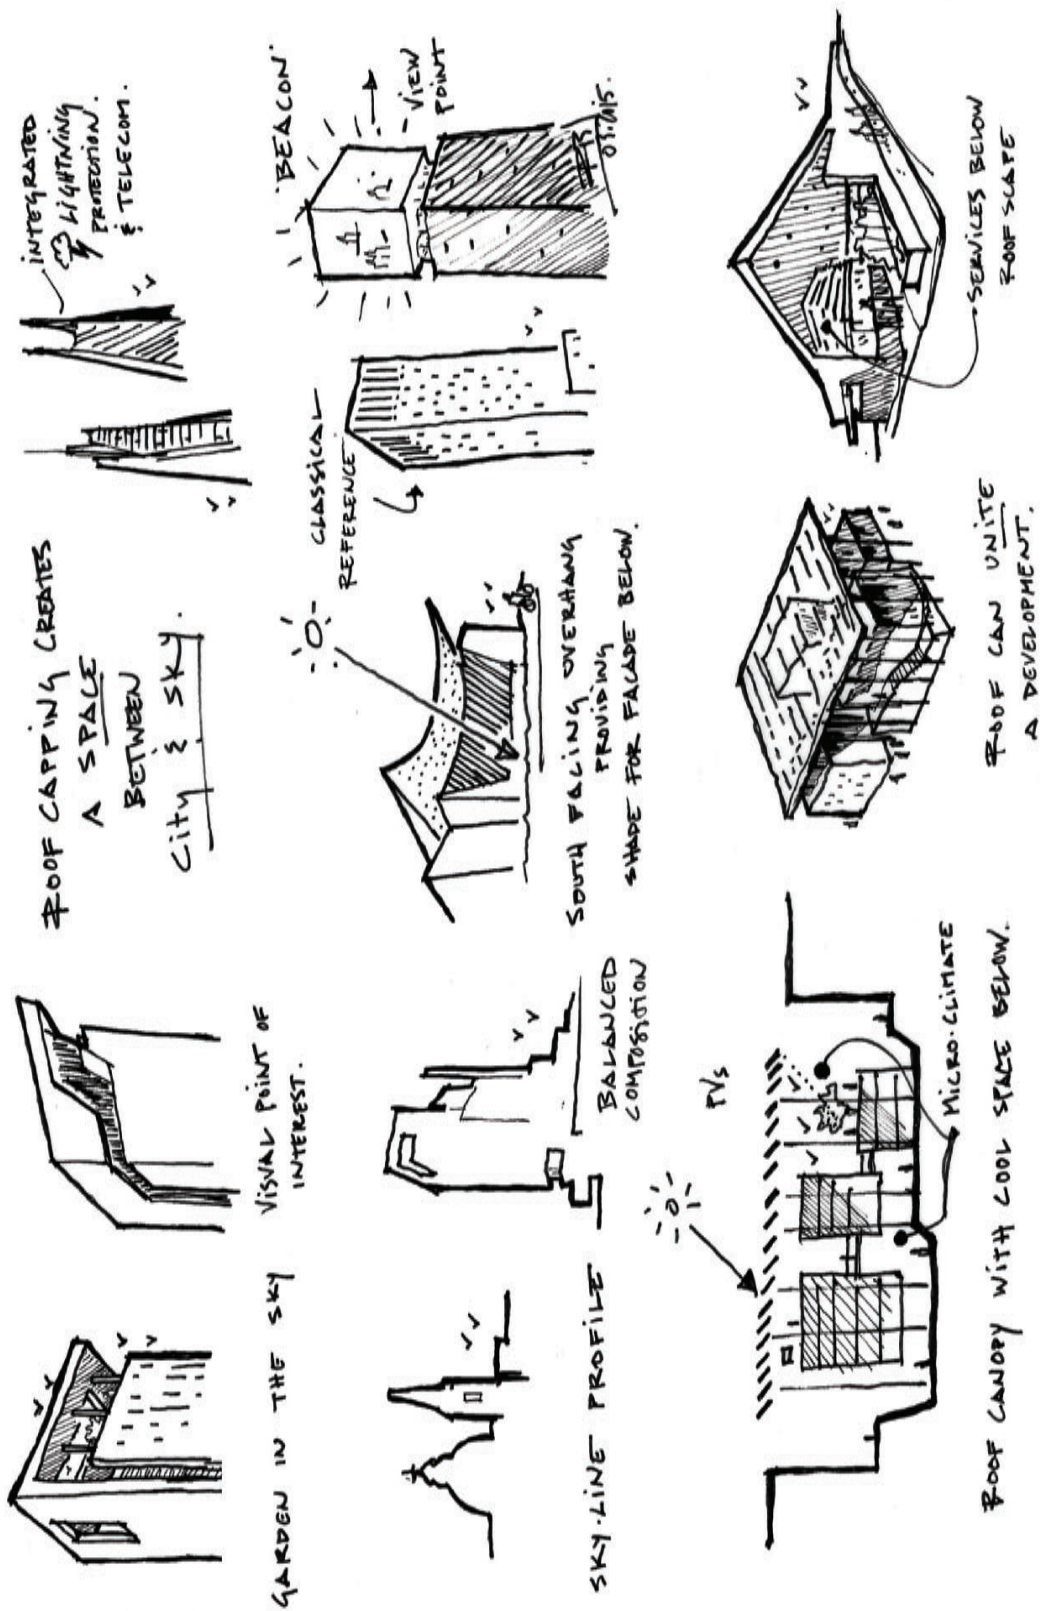 GARDEN IN THE SKY
VISUAL POINT OF
INTEREST.
ROOF CAPPING CREATES
A SPACE
BETWEEN
City & SKY.
INTEGRATED
LIGHTNING
PROTECTION.
& TELECOM.
SKY.LINE PROFILE
BALANCED
COMPOSITION
SOUTH FACING OVERHANG
PROVIDING
SHADE FOR FACADE BELOW.
CLASSICAL
REFERENCE
'BEACON'
VIEW
POINT
PVs
MICRO.CLIMATE
ROOF CANOPY WITH COOL SPACE BELOW.
ROOF CAN UNITE
A DEVELOPMENT.
SERVICES BELOW
ROOFSCAPE